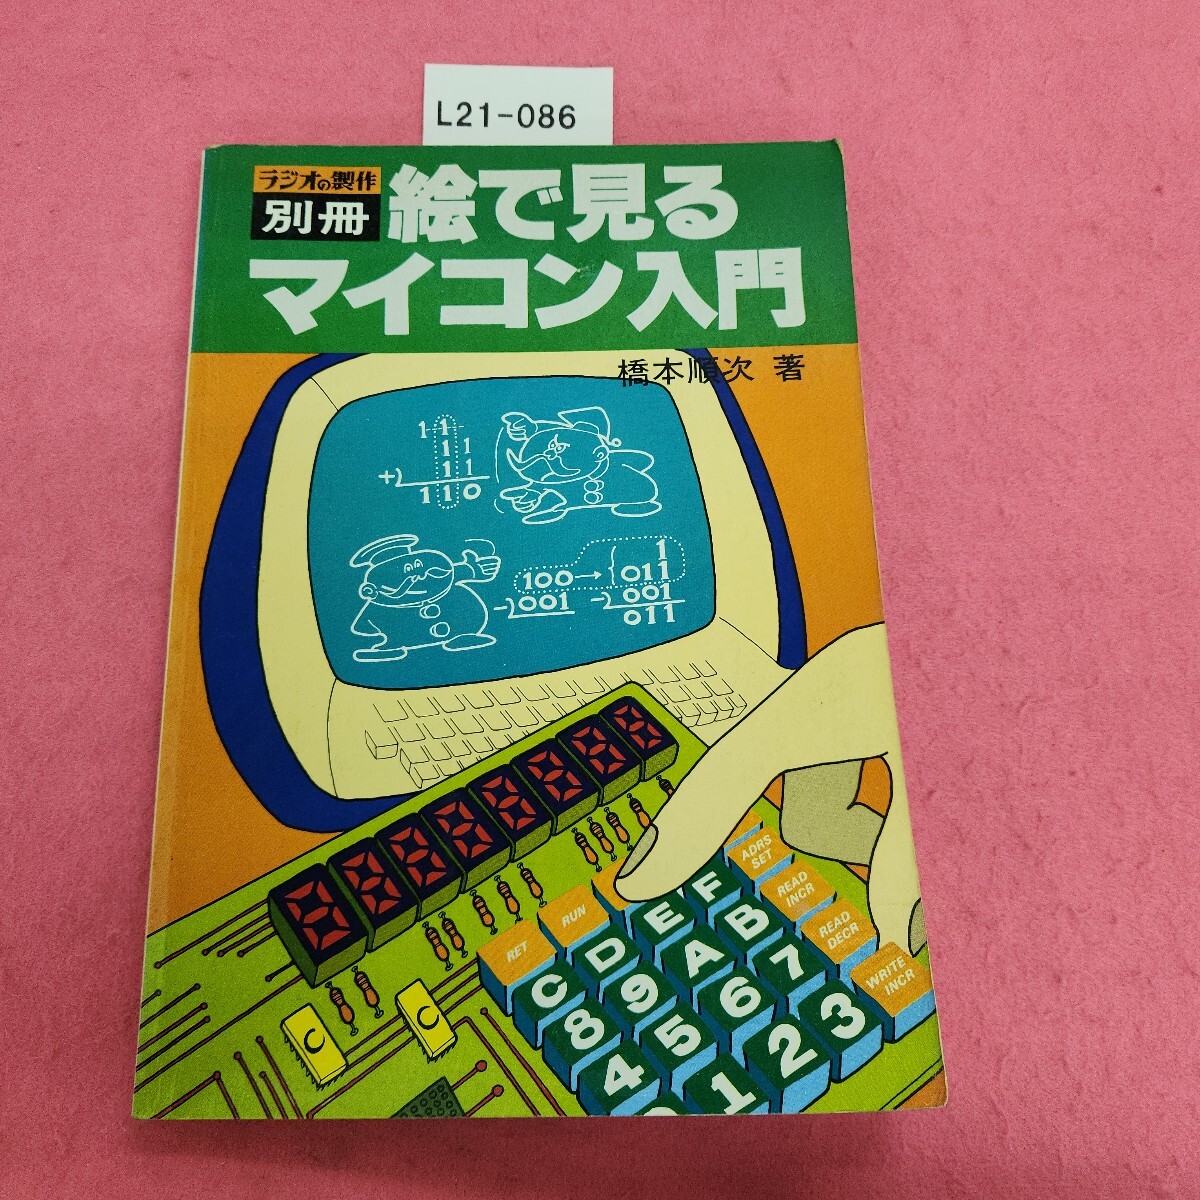 L21-086
ラジオの製作
別冊
絵で見る
マイコン入門
橋本順次 著
1 1
1 1
+) 1 1
1 1 0
100→{ 1
011
-)001
-)001
011
ADRS
SET
READ
INCR
READ
DECR
WRITE
INCR
RET
RUN
C D E F
8 9 A B
4 5 6 7
1 2 3
C
C